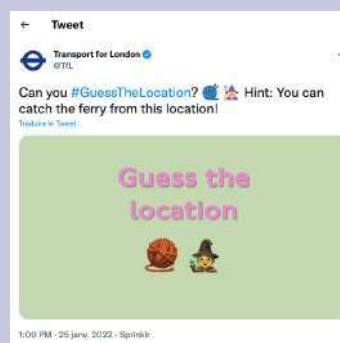 ← Tweet
Transport for London
@TfL
Can you #GuessTheLocation? 🧶 🧙‍♀️ Hint: You can
catch the ferry from this location!
Traduire le Tweet
Guess the
location
🧶 🧙‍♀️
1:00 PM · 25 janv. 2022 · Sprinklr